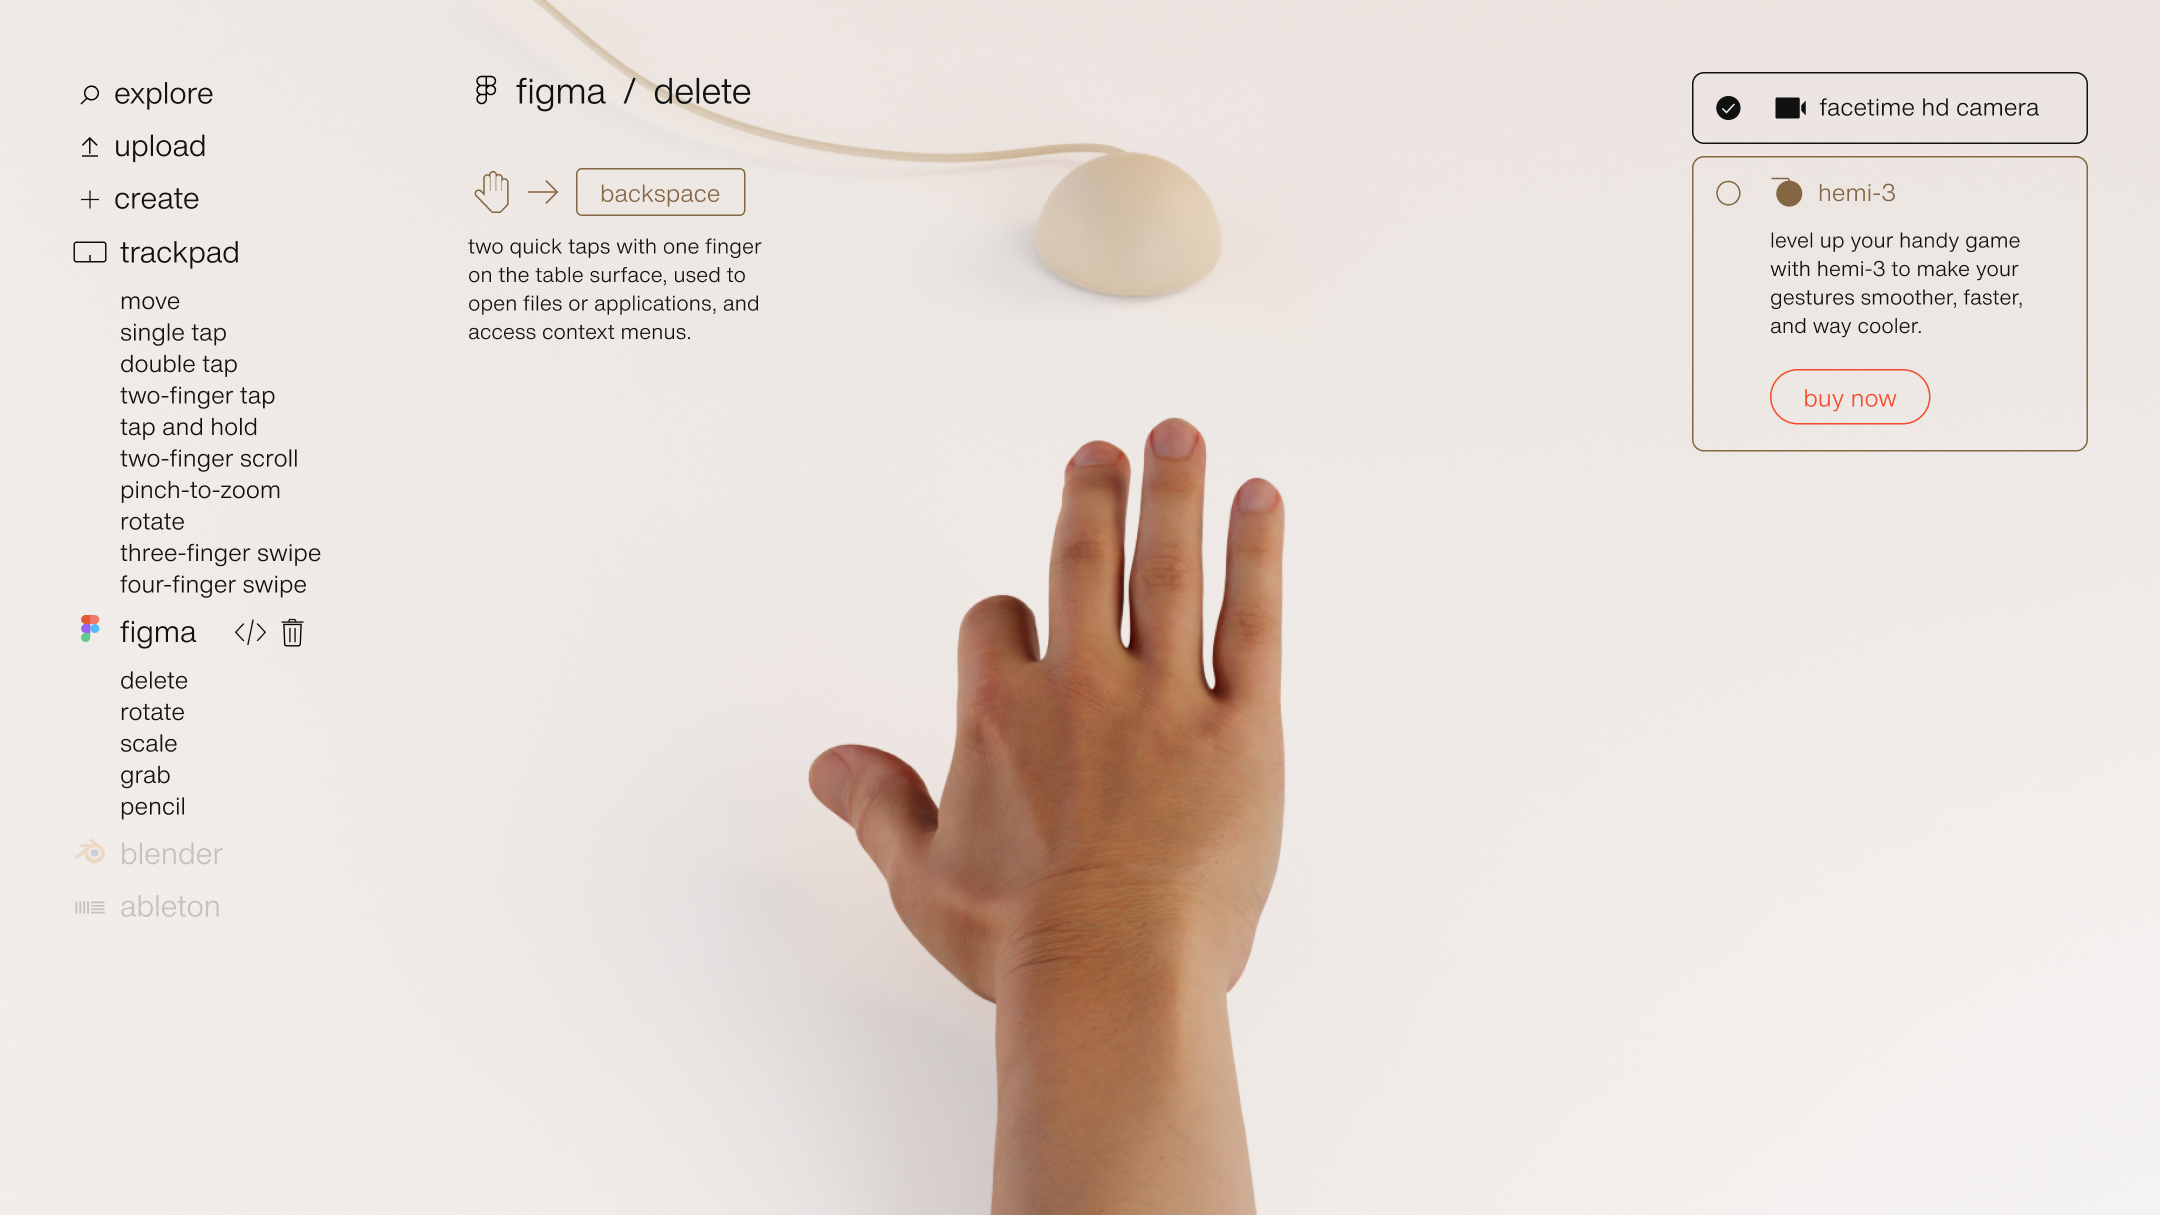 explore
upload
create
trackpad
move
single tap
double tap
two-finger tap
tap and hold
two-finger scroll
pinch-to-zoom
rotate
three-finger swipe
four-finger swipe
figma </>
delete
rotate
scale
grab
pencil
blender
ableton
figma / delete
backspace
two quick taps with one finger
on the table surface, used to
open files or applications, and
access context menus.
facetime hd camera
hemi-3
level up your handy game
with hemi-3 to make your
gestures smoother, faster,
and way cooler.
buy now